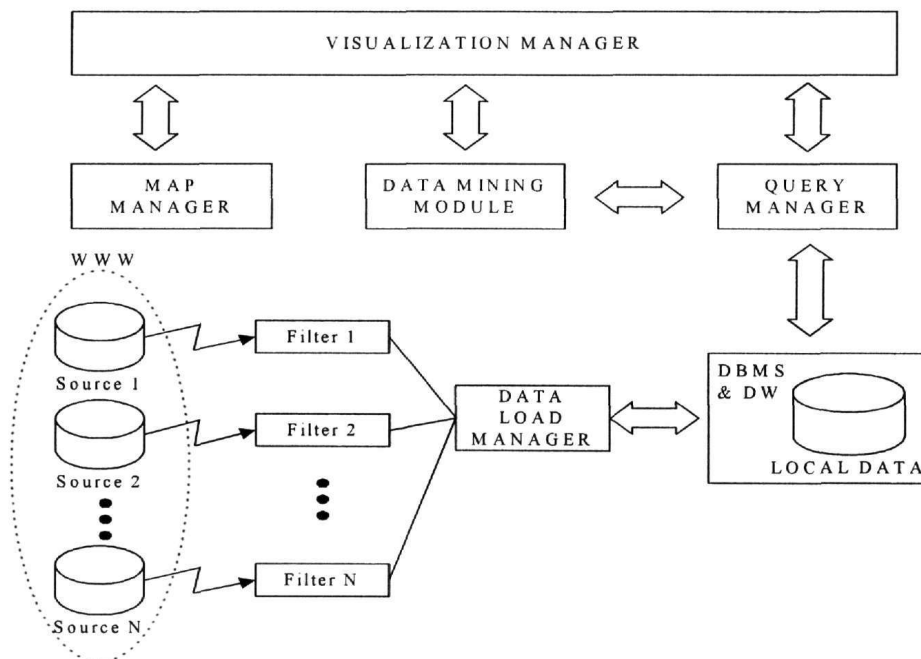 VISUALIZATION MANAGER
MAP
MANAGER
DATA MINING
MODULE
QUERY
MANAGER
WWW
Source 1
Filter 1
Source 2
Filter 2
Source N
Filter N
DATA
LOAD
MANAGER
DBMS
& DW
LOCAL DATA